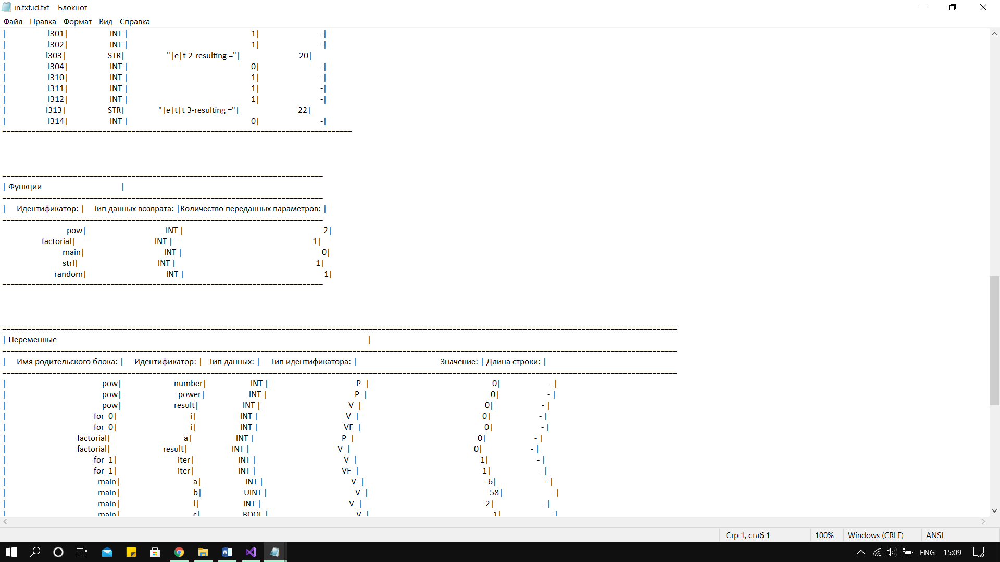 in.txt.id.txt – Блокнот
Файл Правка Формат Вид Справка
| l301| INT | 1| -|
| l302| INT | 1| -|
| l303| STR| "|e|t 2-resulting ="| 20|
| l304| INT | 0| -|
| l310| INT | 1| -|
| l311| INT | 1| -|
| l312| INT | 1| -|
| l313| STR| "|e|t|t 3-resulting ="| 22|
| l314| INT | 0| -|
====================================================================================
=============================================================================
| Функции |
=============================================================================
| Идентификатор: | Тип данных возврата: |Количество переданных параметров: |
=============================================================================
pow| INT | 2|
factorial| INT | 1|
main| INT | 0|
strl| INT | 1|
random| INT | 1|
=============================================================================
==================================================================================================================================================================
| Переменные |
==================================================================================================================================================================
| Имя родительского блока: | Идентификатор: | Тип данных: | Тип идентификатора: | Значение: | Длина строки: |
==================================================================================================================================================================
| pow| number| INT | P | 0| - |
| pow| power| INT | P | 0| - |
| pow| result| INT | V | 0| - |
| for_0| i| INT | V | 0| - |
| for_0| i| INT | VF | 0| - |
| factorial| a| INT | P | 0| - |
| factorial| result| INT | V | 0| - |
| for_1| iter| INT | V | 1| - |
| for_1| iter| INT | VF | 1| - |
| main| a| INT | V | -6| - |
| main| b| UINT | V | 58| -|
| main| l| INT | V | 2| - |
| main| c| BOOL | V | 1| -|
Стр 1, стлб 1 100% Windows (CRLF) ANSI
ENG 15:09